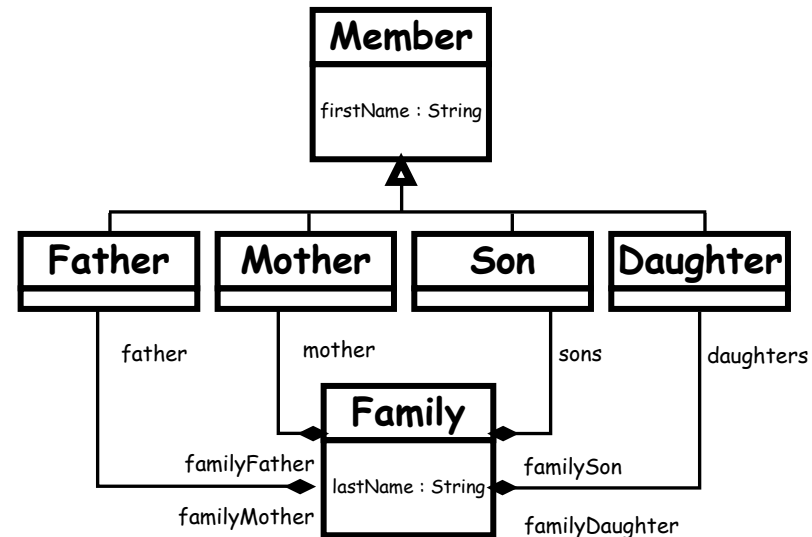 Member
firstName : String
Father Mother Son Daughter
father mother sons daughters
Family
familyFather familySon
lastName : String
familyMother familyDaughter